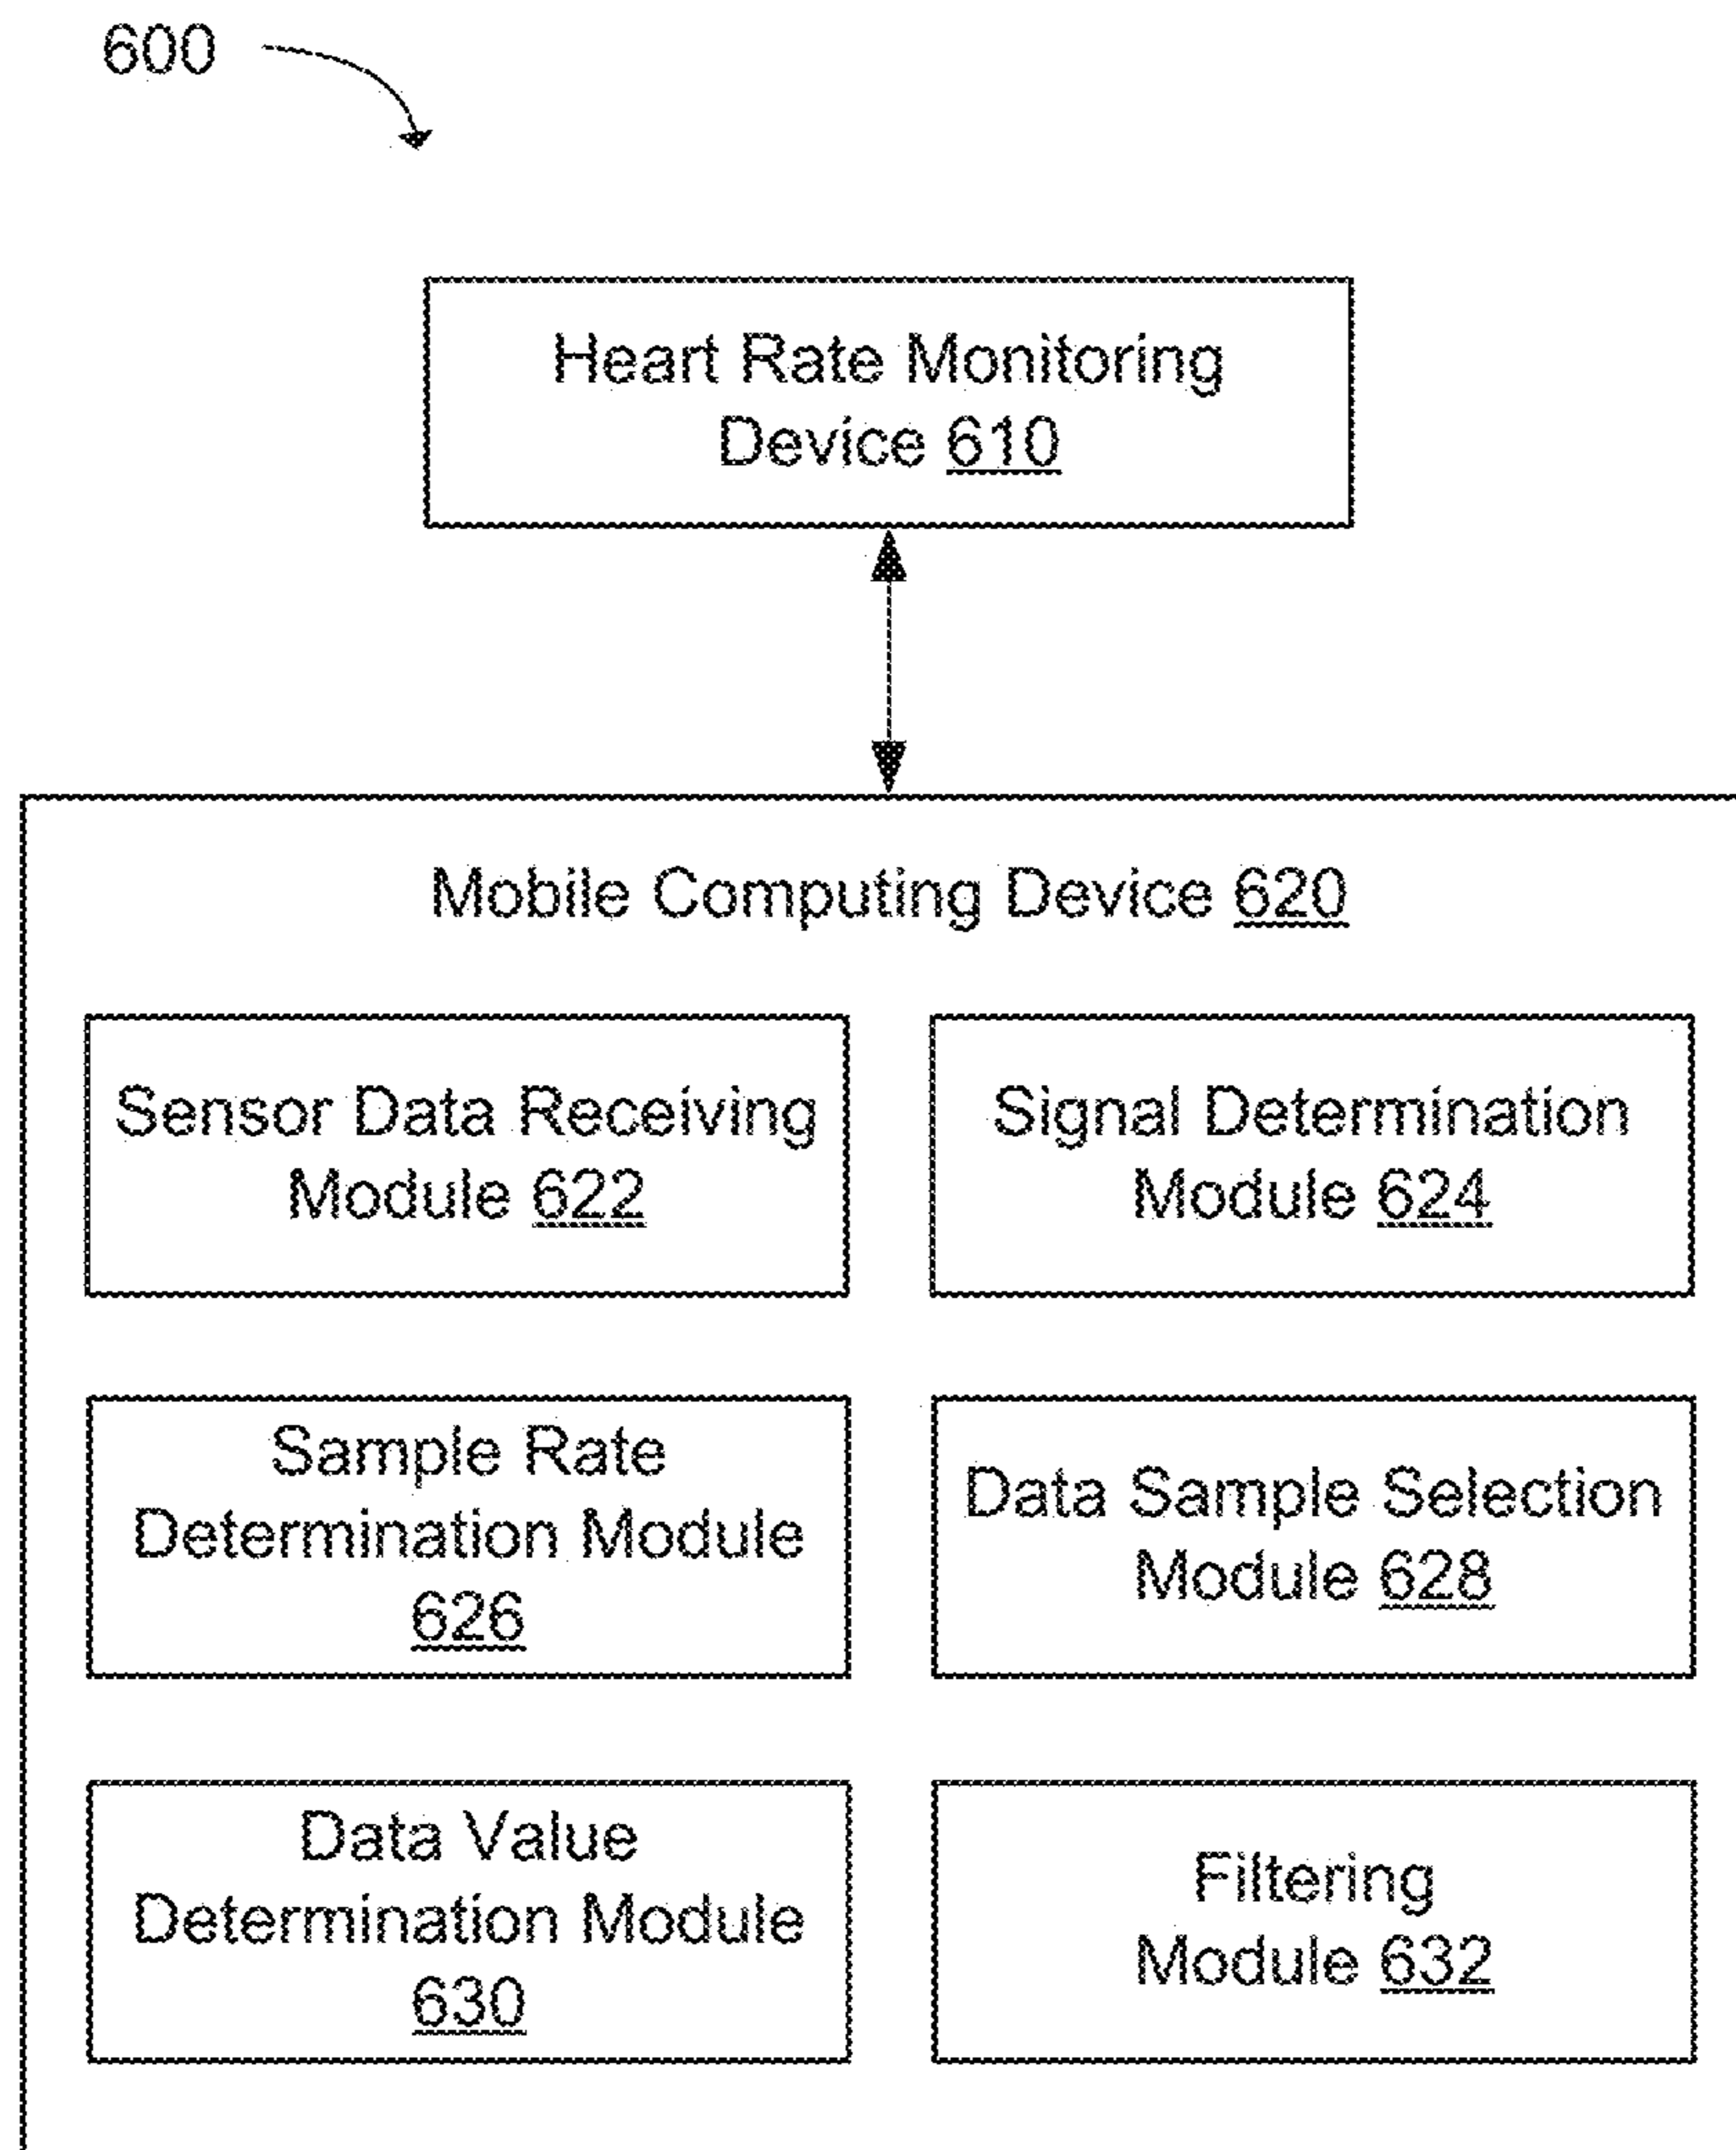 600
Heart Rate Monitoring
Device 610
Mobile Computing Device 620
Sensor Data Receiving
Module 622
Signal Determination
Module 624
Sample Rate
Determination Module
626
Data Sample Selection
Module 628
Data Value
Determination Module
630
Filtering
Module 632